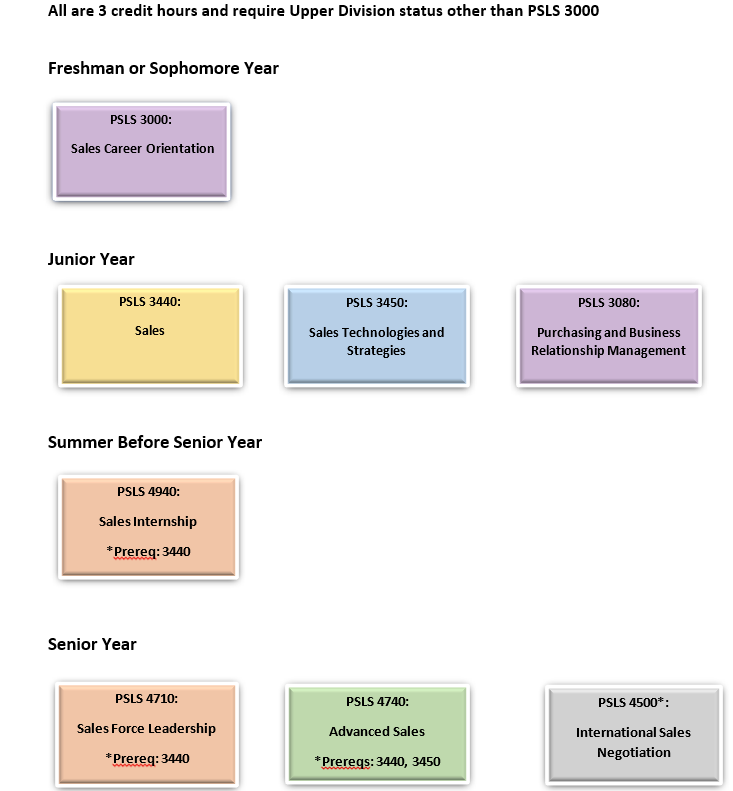 All are 3 credit hours and require Upper Division status other than PSLS 3000
Freshman or Sophomore Year
PSLS 3000:
Sales Career Orientation
Junior Year
PSLS 3440:
Sales
PSLS 3450:
Sales Technologies and
Strategies
PSLS 3080:
Purchasing and Business
Relationship Management
Summer Before Senior Year
PSLS 4940:
Sales Internship
*Prereq: 3440
Senior Year
PSLS 4710:
Sales Force Leadership
*Prereq: 3440
PSLS 4740:
Advanced Sales
*Prereqs: 3440, 3450
PSLS 4500*:
International Sales
Negotiation